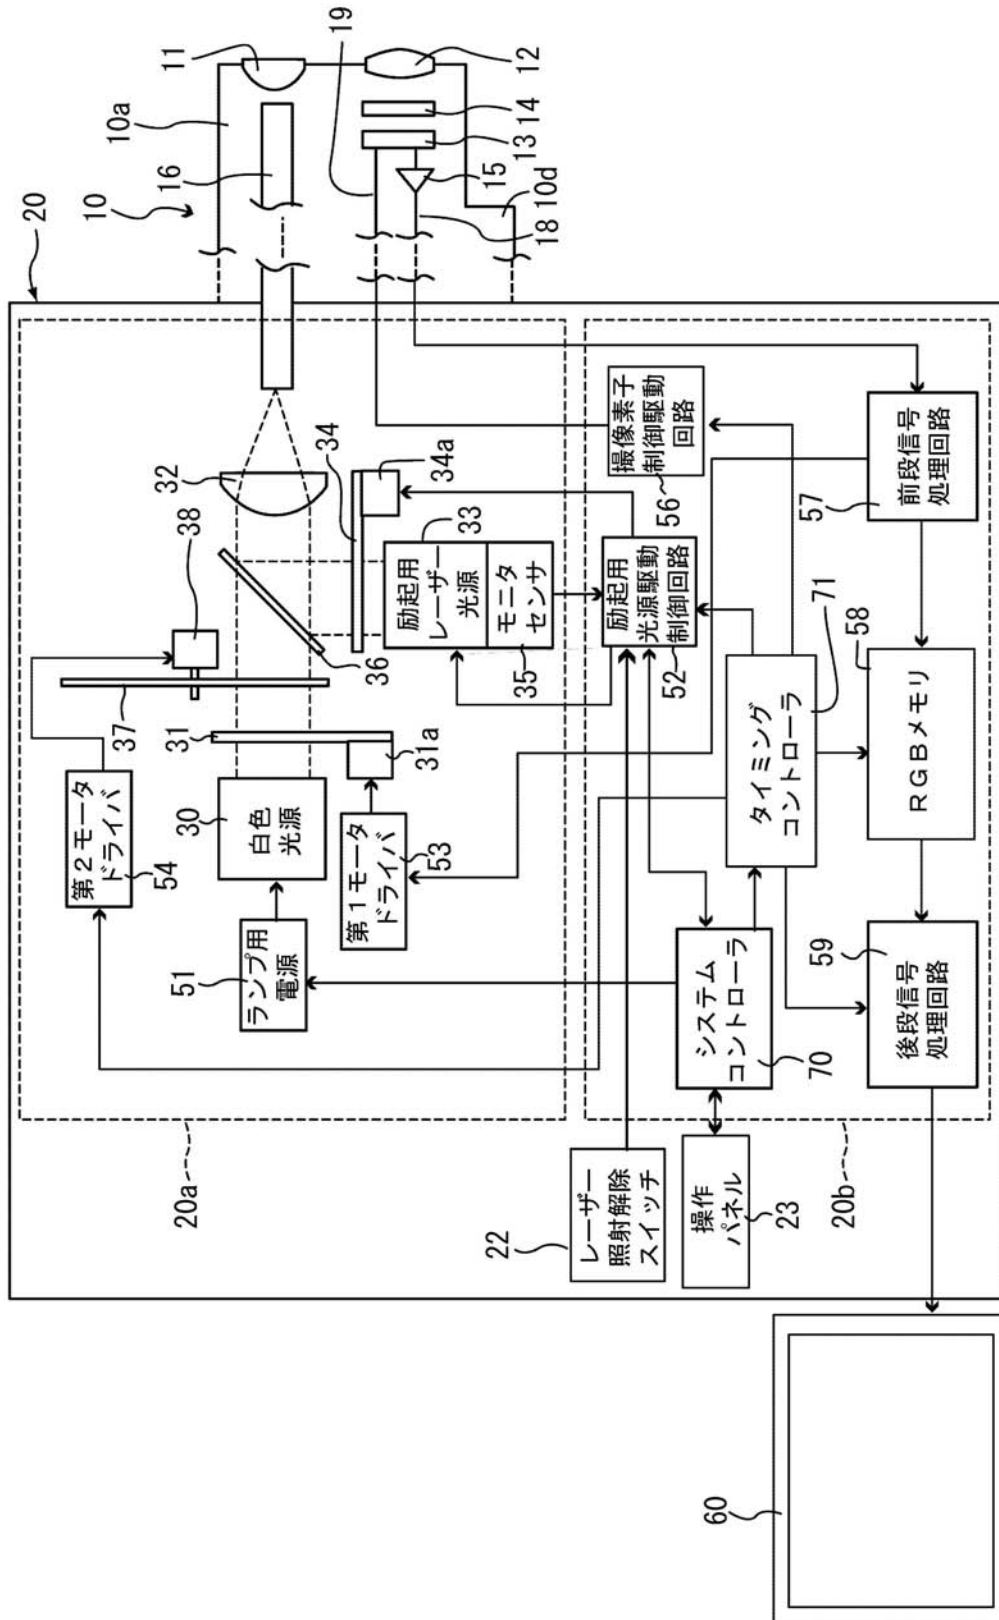 20
10
10a
11
16
19
12
14
13
15
10d
18
32
38
37
34
34a
33
励起用
レーザー
光源
モニタ
センサ
35
36
31
31a
30
白色
光源
第2モータ
ドライバ
54
第1モータ
ドライバ
53
51
ランプ用
電源
20a
撮像素子
制御駆動
回路
56
励起用
光源駆動
制御回路
52
前段信号
処理回路
57
71
タイミング
コントローラ
58
RGBメモリ
システム
コントローラ
70
59
後段信号
処理回路
22
レーザー
照射解除
スイッチ
操作
パネル
23
20b
60